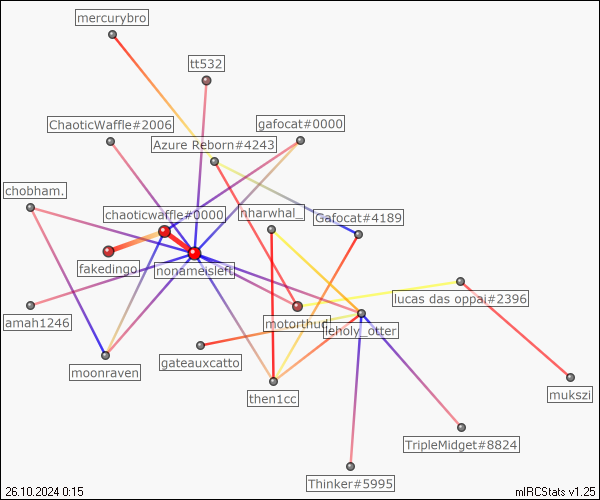 mercurybro
tt532
ChaoticWaffle#2006
gafocat#0000
Azure Reborn#4243
chobham.
chaoticwaffle#0000
nharwhal_
Gafocat#4189
fakedingo
nonameisleft
lucas das oppai#2396
amah1246
motorthud
leholy_otter
moonraven
gateauxcatto
then1cc
mukszi
TripleMidget#8824
Thinker#5995
26.10.2024 0:15
mIRCStats v1.25